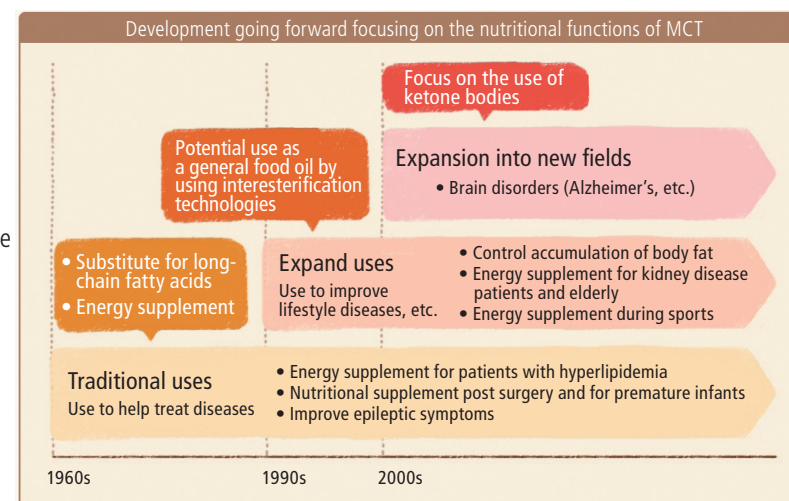 Development going forward focusing on the nutritional functions of MCT
Focus on the use of
ketone bodies
Potential use as
a general food oil by
using interesterification
technologies
Expansion into new fields
• Brain disorders (Alzheimer's, etc.)
e
• Substitute for long-
chain fatty acids
• Energy supplement
Expand uses
Use to improve
lifestyle diseases, etc.
• Control accumulation of body fat
• Energy supplement for kidney disease
patients and elderly
• Energy supplement during sports
Traditional uses
Use to help treat diseases
• Energy supplement for patients with hyperlipidemia
• Nutritional supplement post surgery and for premature infants
• Improve epileptic symptoms
1960s
1990s
2000s